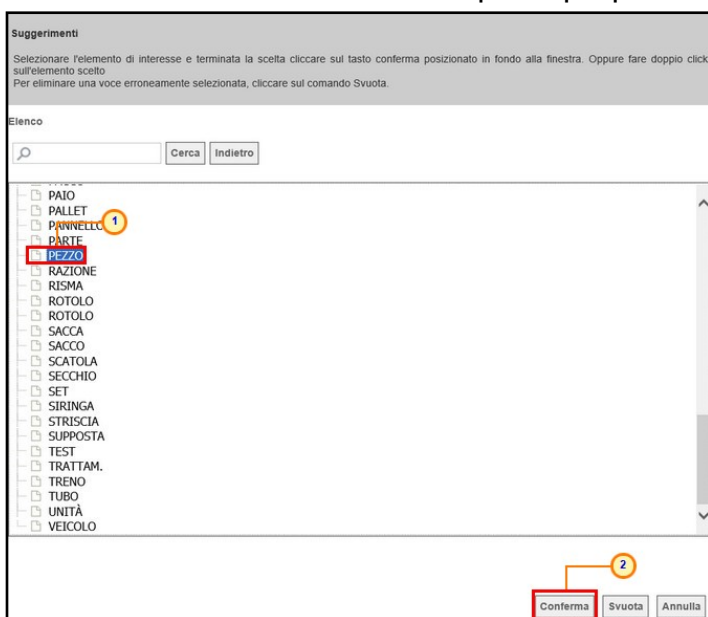 Suggerimenti
Selezionare l'elemento di interesse e terminata la scelta cliccare sul tasto conferma posizionato in fondo alla finestra. Oppure fare doppio click
sull'elemento scelto
Per eliminare una voce erroneamente selezionata, cliccare sul comando Svuota.
Elenco
Cerca Indietro
PAIO
PALLET
PANNELLO
1
PARTE
PEZZO
RAZIONE
RISMA
ROTOLO
ROTOLO
SACCA
SACCO
SCATOLA
SECCHIO
SET
SIRINGA
STRISCIA
SUPPOSTA
TEST
TRATTAM.
TRENO
TUBO
UNITÀ
VEICOLO
2
Conferma Svuota Annulla